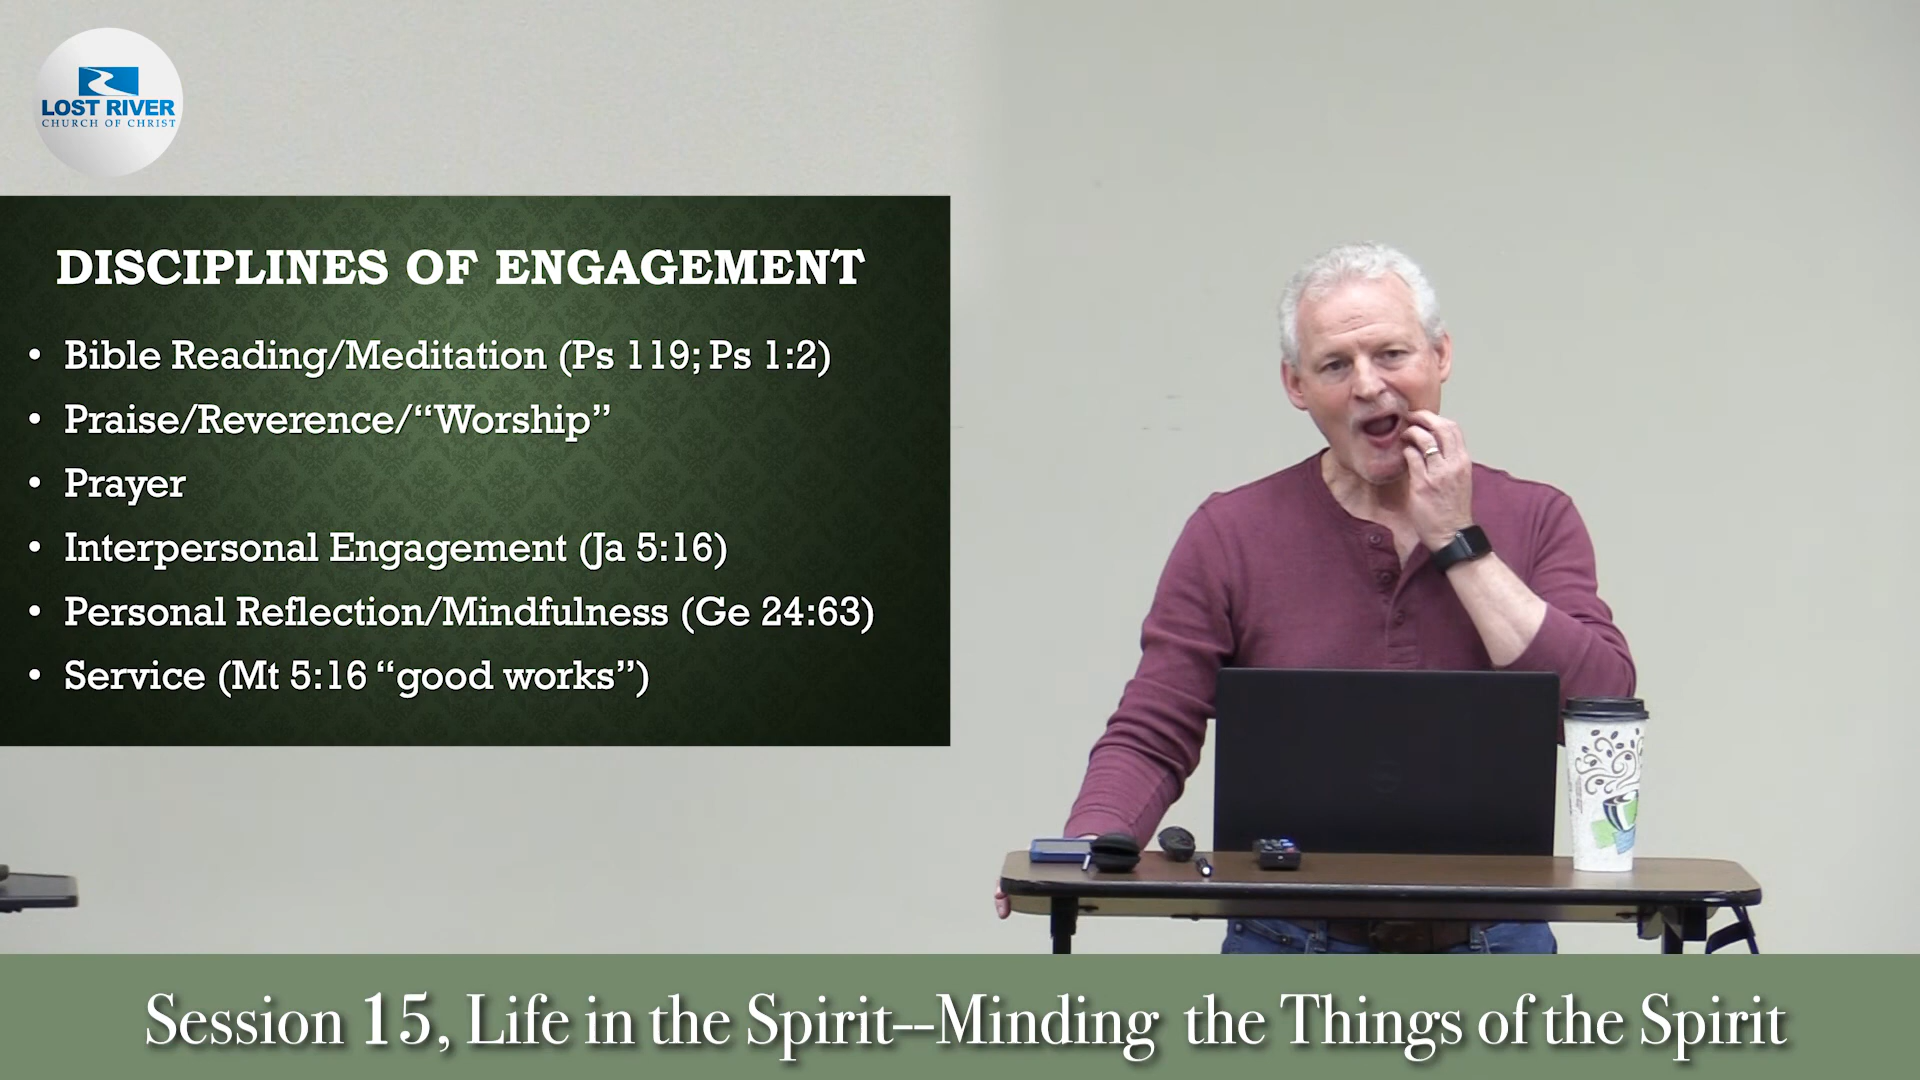 LOST RIVER
CHURCH OF CHRIST
DISCIPLINES OF ENGAGEMENT
• Bible Reading/Meditation (Ps 119; Ps 1:2)
• Praise/Reverence/“Worship”
• Prayer
• Interpersonal Engagement (Ja 5:16)
• Personal Reflection/Mindfulness (Ge 24:63)
• Service (Mt 5:16 “good works”)
Session 15, Life in the Spirit--Minding the Things of the Spirit